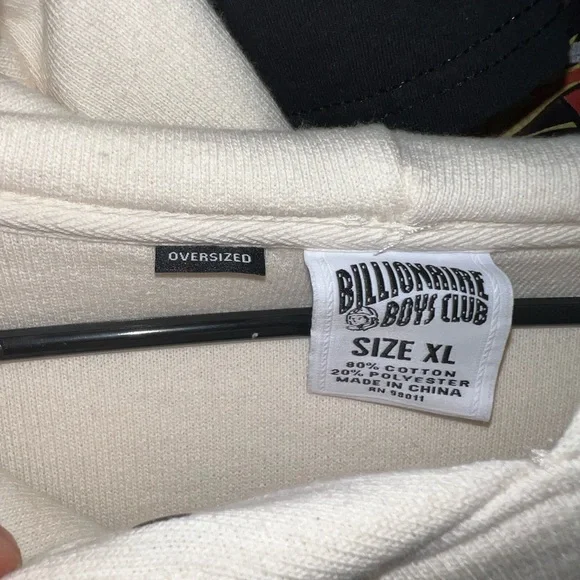 OVERSIZED
BILLIONAIRE
BOYS CLUB
SIZE XL
80% COTTON
20% POLYESTER
MADE IN CHINA
RN 98011